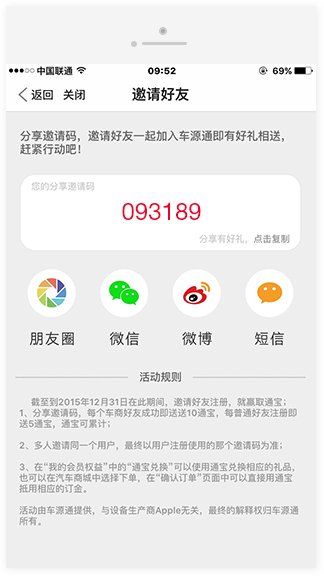 中国联通 09:52 69%
返回 关闭 邀请好友
分享邀请码，邀请好友一起加入车源通即有好礼相送，
赶紧行动吧！
您的分享邀请码
093189
分享有好礼，点击复制
朋友圈 微信 微博 短信
活动规则
截至到2015年12月31日在此期间，邀请好友注册，就赢取通宝；
1、分享邀请码，每个车商好友成功即送送10通宝，每普通好友注册即
送5通宝，通宝可累计；
2、多人邀请同一个用户，最终以用户注册使用的那个邀请码为准；
3、在“我的会员权益”中的“通宝兑换”可以使用通宝兑换相应的礼品，
也可以在汽车商城中选择下单，在“确认订单”页面中可以直接用通宝
抵用相应的订金。
活动由车源通提供，与设备生产商Apple无关，最终的解释权归车源通
所有。